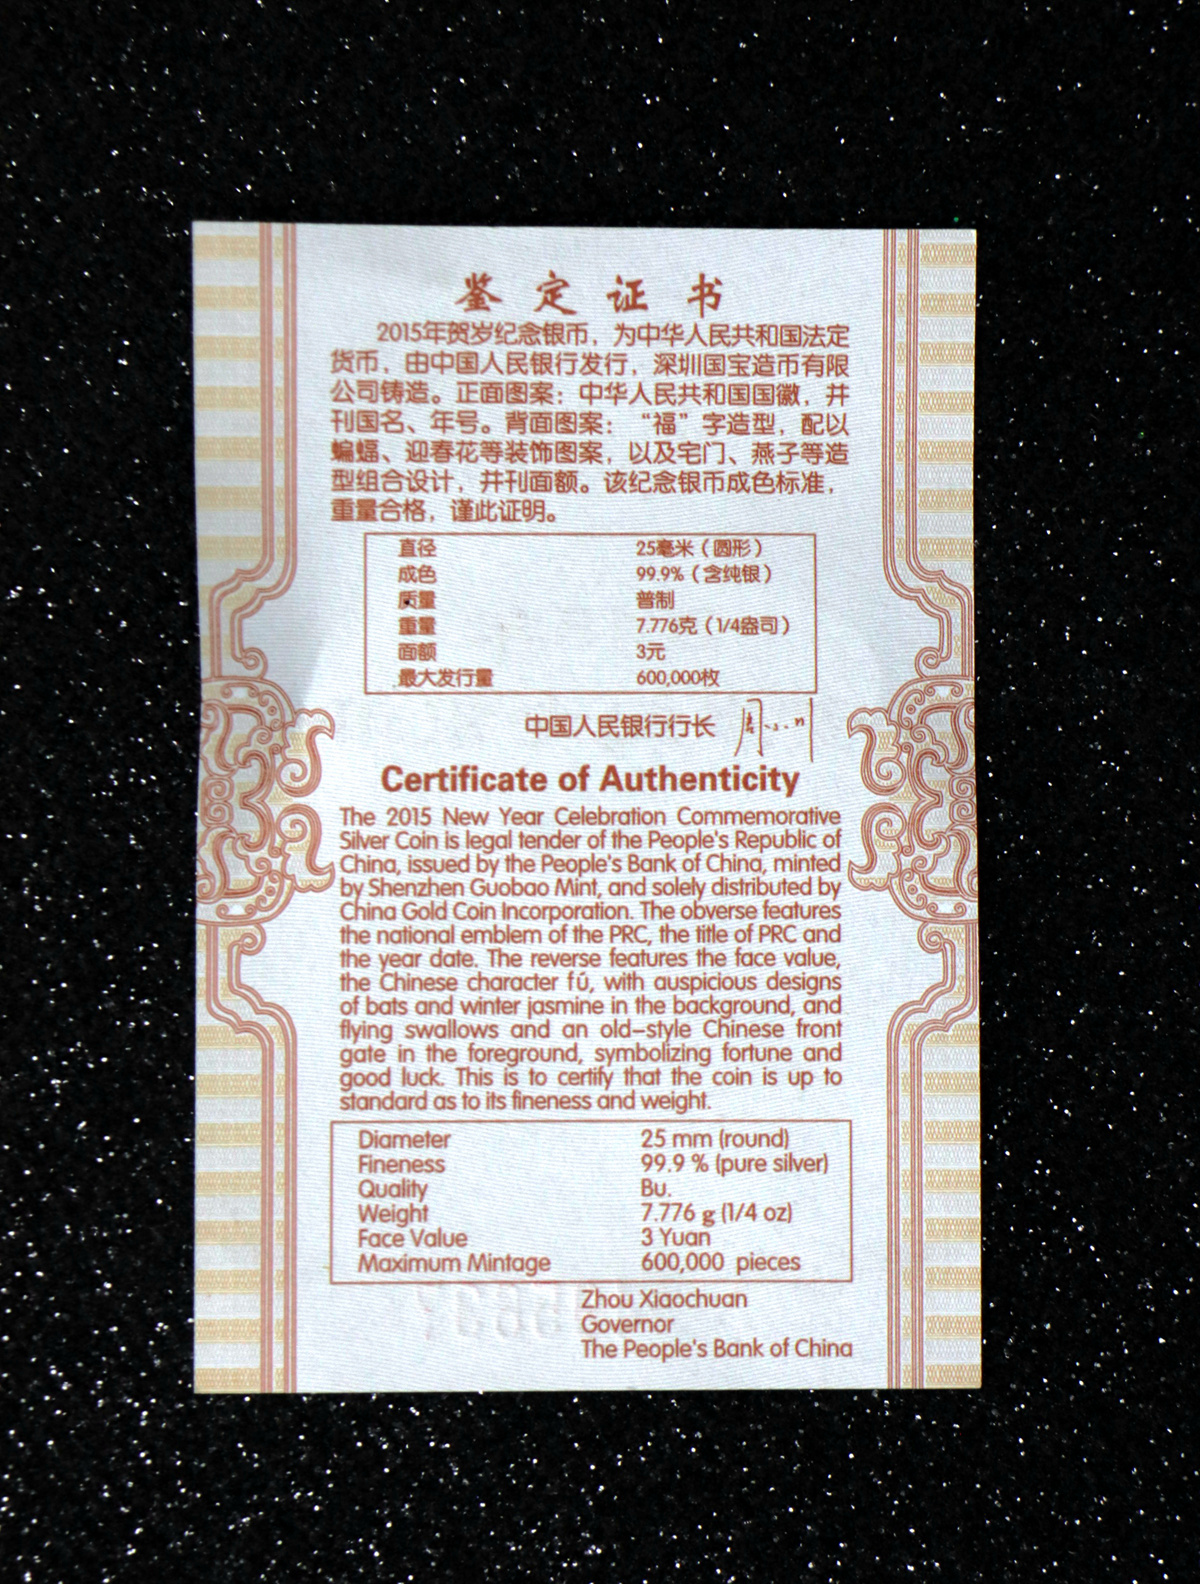 鉴定证书
2015年贺岁纪念银币，为中华人民共和国法定
货币，由中国人民银行发行，深圳国宝造币有限
公司铸造。正面图案：中华人民共和国国徽，并
刊国名、年号。背面图案：“福”字造型，配以
蝙蝠、迎春花等装饰图案，以及宅门、燕子等造
型组合设计，并刊面额。该纪念银币成色标准，
重量合格，谨此证明。
直径 25毫米（圆形）
成色 99.9%（含纯银）
质量 普制
重量 7.776克（1/4盎司）
面额 3元
最大发行量 600,000枚
中国人民银行行长
Certificate of Authenticity
The 2015 New Year Celebration Commemorative
Silver Coin is legal tender of the People's Republic of
China, issued by the People's Bank of China, minted
by Shenzhen Guobao Mint, and solely distributed by
China Gold Coin Incorporation. The obverse features
the national emblem of the PRC, the title of PRC and
the year date. The reverse features the face value,
the Chinese character fú, with auspicious designs
of bats and winter jasmine in the background, and
flying swallows and an old-style Chinese front
gate in the foreground, symbolizing fortune and
good luck. This is to certify that the coin is up to
standard as to its fineness and weight.
Diameter 25 mm (round)
Fineness 99.9 % (pure silver)
Quality Bu.
Weight 7.776 g (1/4 oz)
Face Value 3 Yuan
Maximum Mintage 600,000 pieces
Zhou Xiaochuan
Governor
The People's Bank of China